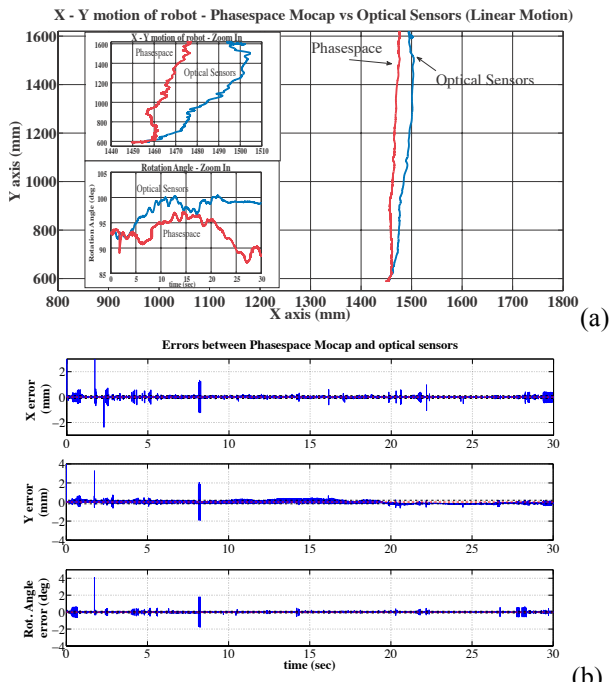 X - Y motion of robot - Phasespace Mocap vs Optical Sensors (Linear Motion)
1600
1400
1200
1000
800
600
Y axis (mm)
X - Y motion of robot - Zoom In
1600
1400
1200
1000
800
600
Phasespace
Optical Sensors
1440 1450 1460 1470 1480 1490 1500 1510
Rotation Angle - Zoom In
Rotation Angle (deg)
105
100
95
90
85
Optical Sensors
Phasespace
0 5 10 15 20 25 30
time (sec)
Phasespace
Optical Sensors
800 900 1000 1100 1200 1300 1400 1500 1600 1700 1800
X axis (mm)
(a)
Errors between Phasespace Mocap and optical sensors
X error
(mm)
2
0
−2
0 5 10 15 20 25 30
Y error
(mm)
4
2
0
−2
−4
0 5 10 15 20 25 30
Rot. Angle
error (deg)
4
2
0
−2
−4
0 5 10 15 20 25 30
time (sec)
(b)